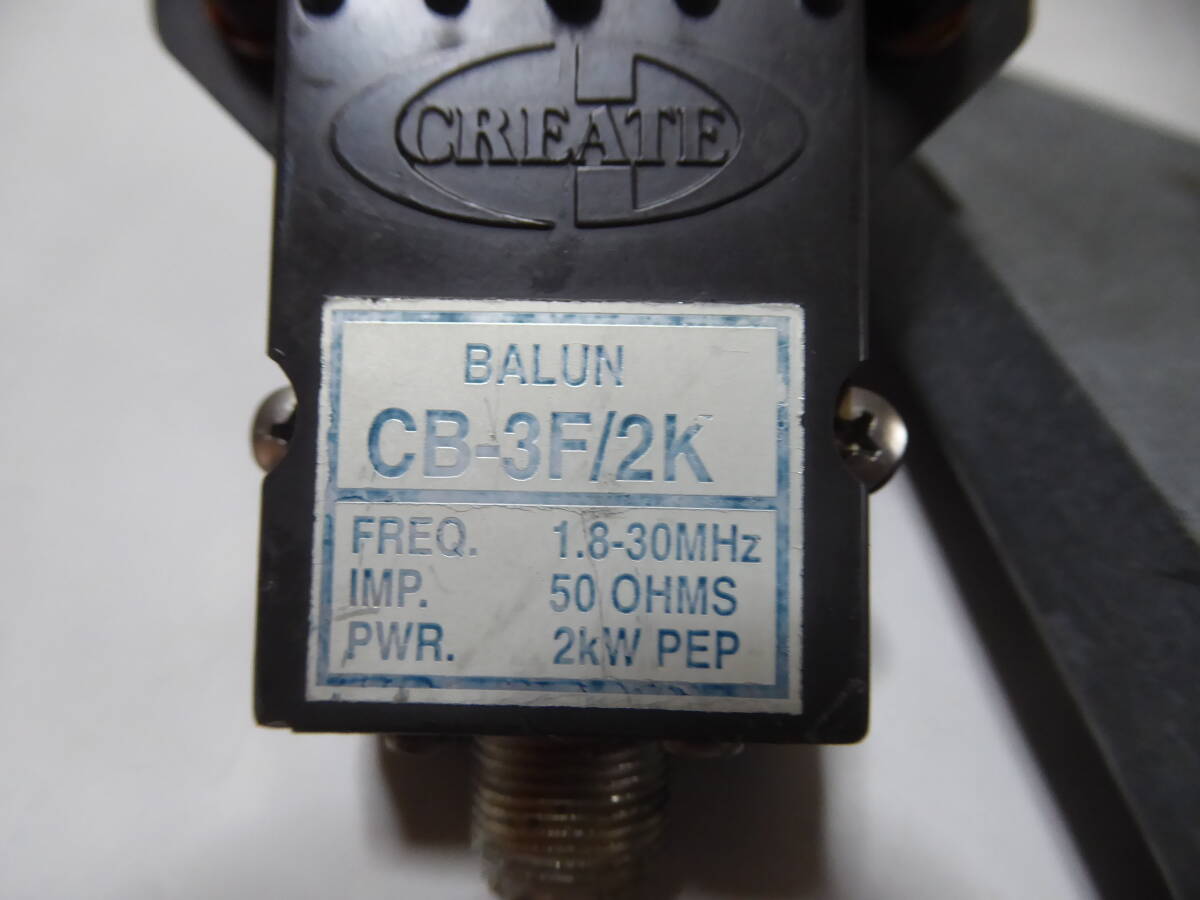 CREATE
BALUN
CB-3F/2K
FREQ. 1.8-30MHz
IMP. 50 OHMS
PWR. 2kW PEP